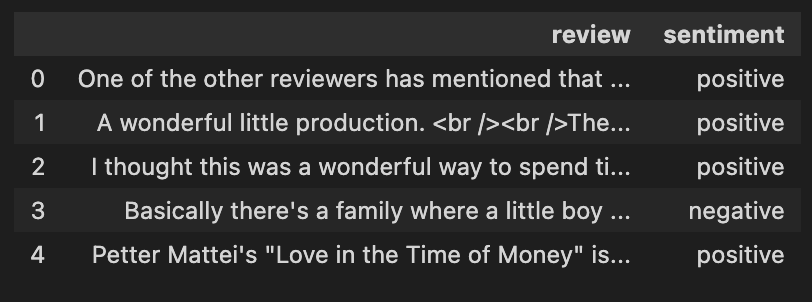 review sentiment
0 One of the other reviewers has mentioned that ... positive
1 A wonderful little production. <br /><br />The... positive
2 I thought this was a wonderful way to spend ti... positive
3 Basically there's a family where a little boy ... negative
4 Petter Mattei's "Love in the Time of Money" is... positive